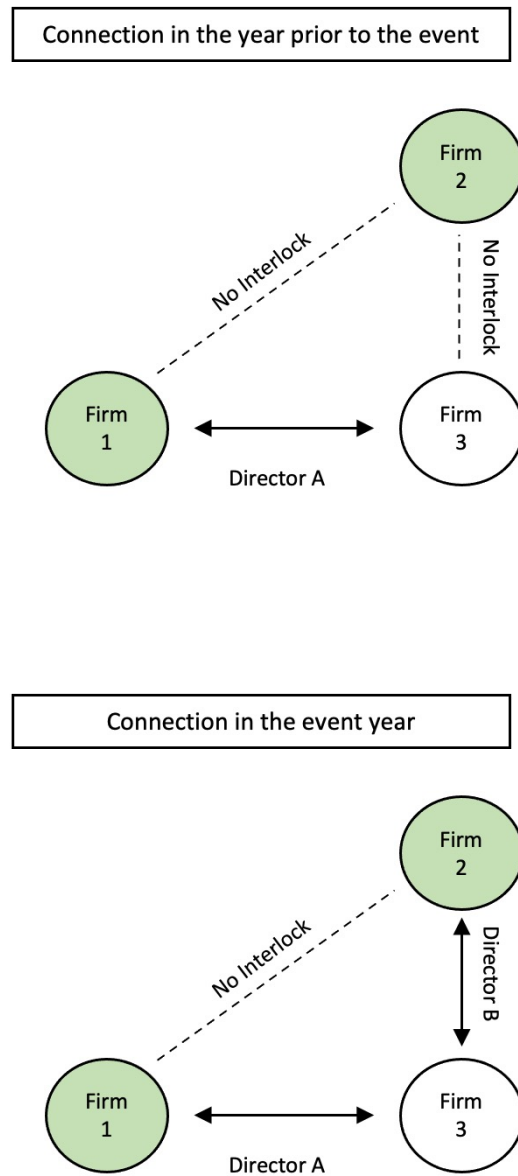 Connection in the year prior to the event
Firm
2
No Interlock
No Interlock
Firm
1
Firm
3
Director A
Connection in the event year
Firm
2
No Interlock
Director B
Firm
1
Firm
3
Director A